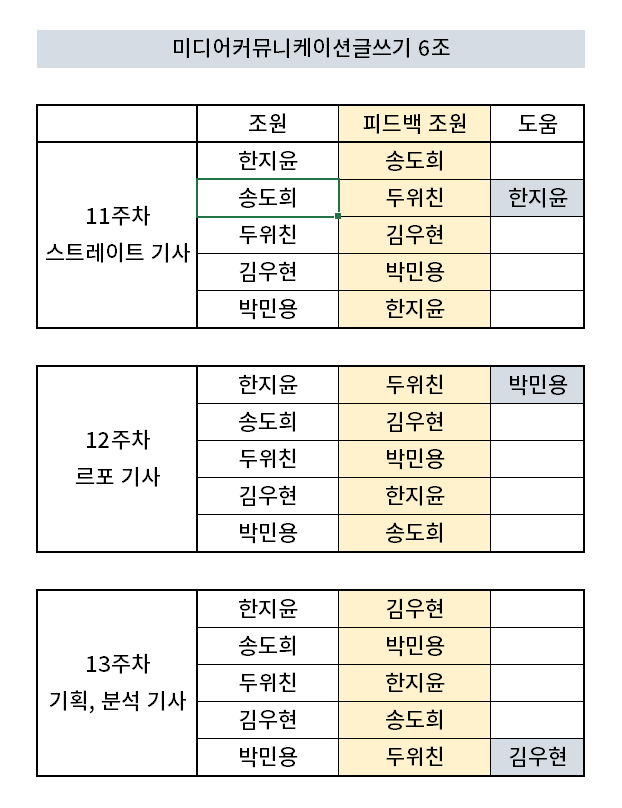 미디어커뮤니케이션글쓰기 6조
조원 피드백 조원 도움
11주차
스트레이트 기사
한지윤 송도희
송도희 두위친 한지윤
두위친 김우현
김우현 박민용
박민용 한지윤
12주차
르포 기사
한지윤 두위친 박민용
송도희 김우현
두위친 박민용
김우현 한지윤
박민용 송도희
13주차
기획, 분석 기사
한지윤 김우현
송도희 박민용
두위친 한지윤
김우현 송도희
박민용 두위친 김우현